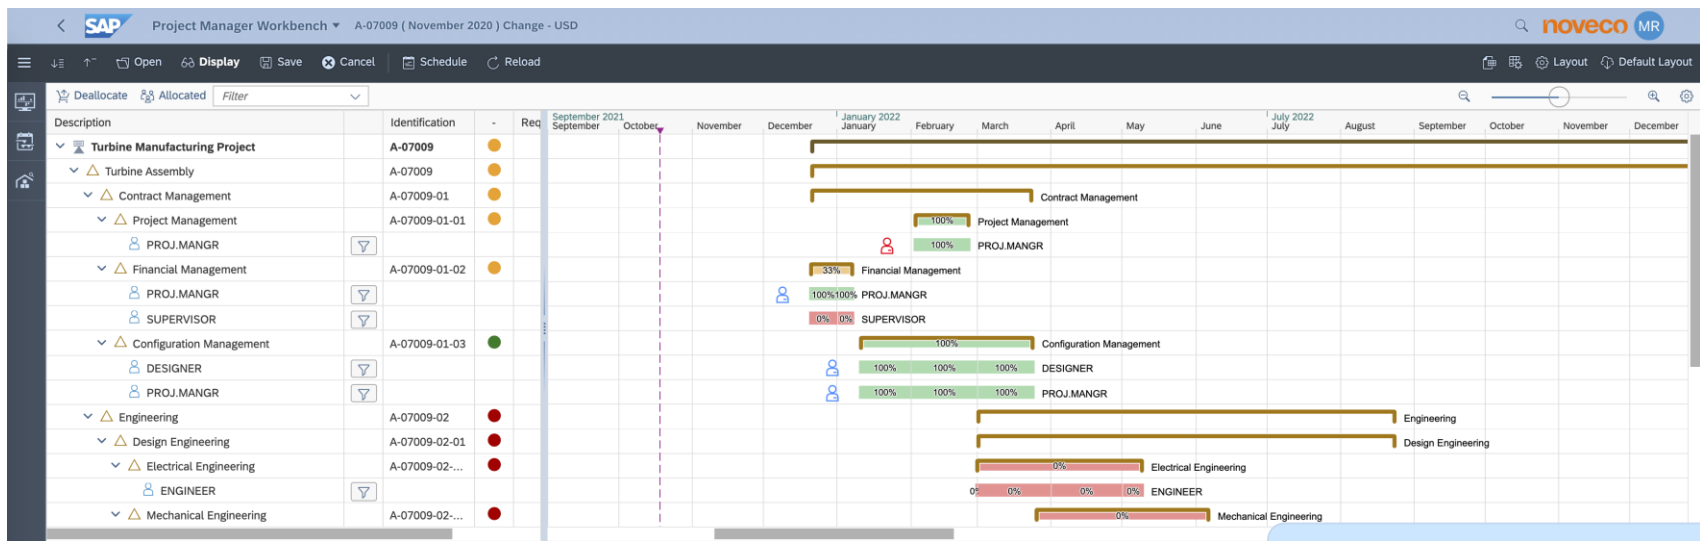 SAP Project Manager Workbench A-07009 ( November 2020 ) Change - USD noveco MR
Open Display Save Cancel Schedule Reload Layout Default Layout
Deallocate Allocated Filter
Description Identification - Req
September 2021 January 2022 July 2022
September October November December January February March April May June July August September October November December
Turbine Manufacturing Project A-07009
Turbine Assembly A-07009
Contract Management A-07009-01 Contract Management
Project Management A-07009-01-01 100% Project Management
PROJ.MANGR 100% PROJ.MANGR
Financial Management A-07009-01-02 33% Financial Management
PROJ.MANGR 100% 100% PROJ.MANGR
SUPERVISOR 0% 0% SUPERVISOR
Configuration Management A-07009-01-03 100% Configuration Management
DESIGNER 100% 100% 100% DESIGNER
PROJ.MANGR 100% 100% 100% PROJ.MANGR
Engineering A-07009-02 Engineering
Design Engineering A-07009-02-01 Design Engineering
Electrical Engineering A-07009-02-... 0% Electrical Engineering
ENGINEER 0% 0% 0% ENGINEER
Mechanical Engineering A-07009-02-... 0% Mechanical Engineering